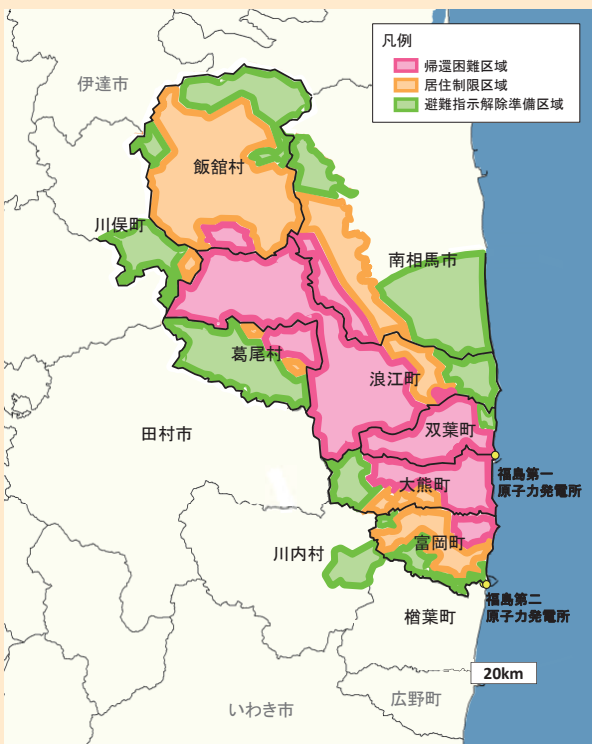 凡例
帰還困難区域
居住制限区域
避難指示解除準備区域
伊達市
飯舘村
川俣町
南相馬市
葛尾村
浪江町
田村市
双葉町
大熊町
福島第一
原子力発電所
富岡町
川内村
福島第二
原子力発電所
楢葉町
20km
広野町
いわき市